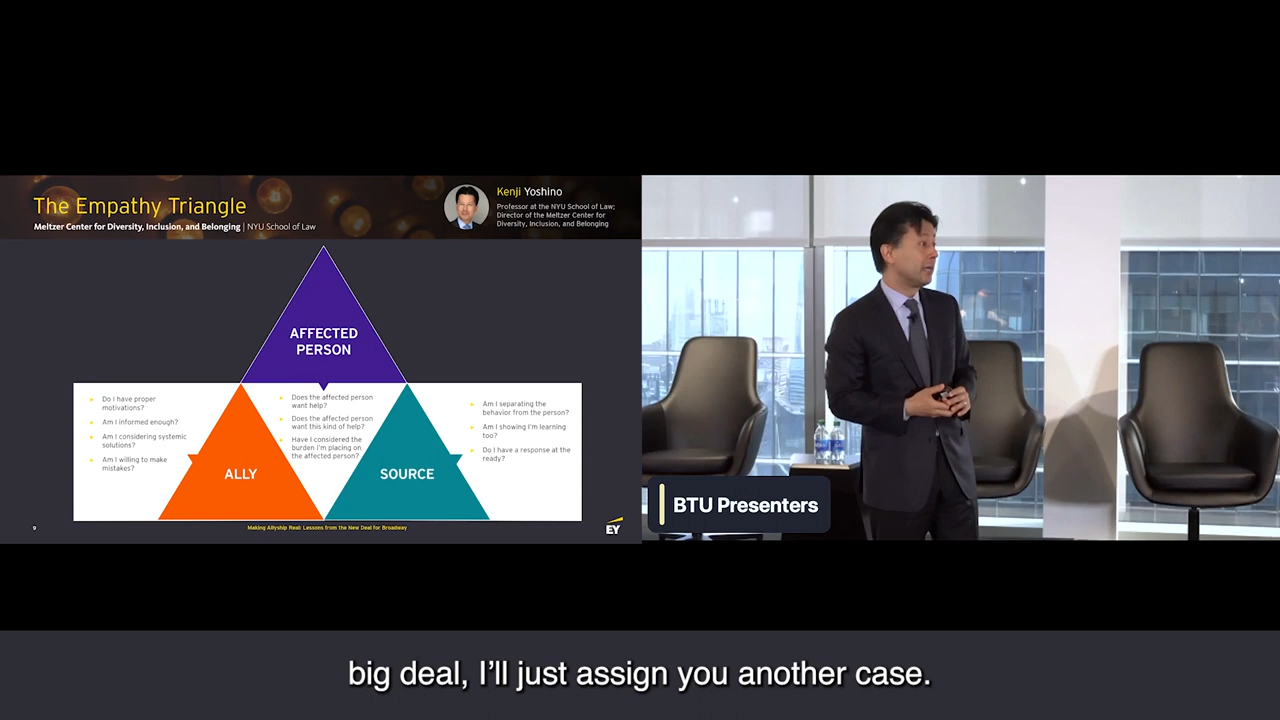 The Empathy Triangle
Meltzer Center for Diversity, Inclusion, and Belonging | NYU School of Law
Kenji Yoshino
Professor at the NYU School of Law;
Director of the Meltzer Center for
Diversity, Inclusion, and Belonging
AFFECTED
PERSON
Do I have proper
motivations?
Am I informed enough?
Am I considering systemic
solutions?
Am I willing to make
mistakes?
ALLY
Does the affected person
want help?
Does the affected person
want this kind of help?
Have I considered the
burden I'm placing on
the affected person?
SOURCE
Am I separating the
behavior from the person?
Am I showing I'm learning
too?
Do I have a response at the
ready?
9
Making Allyship Real: Lessons from the New Deal for Broadway
EY
BTU Presenters
big deal, I'll just assign you another case.